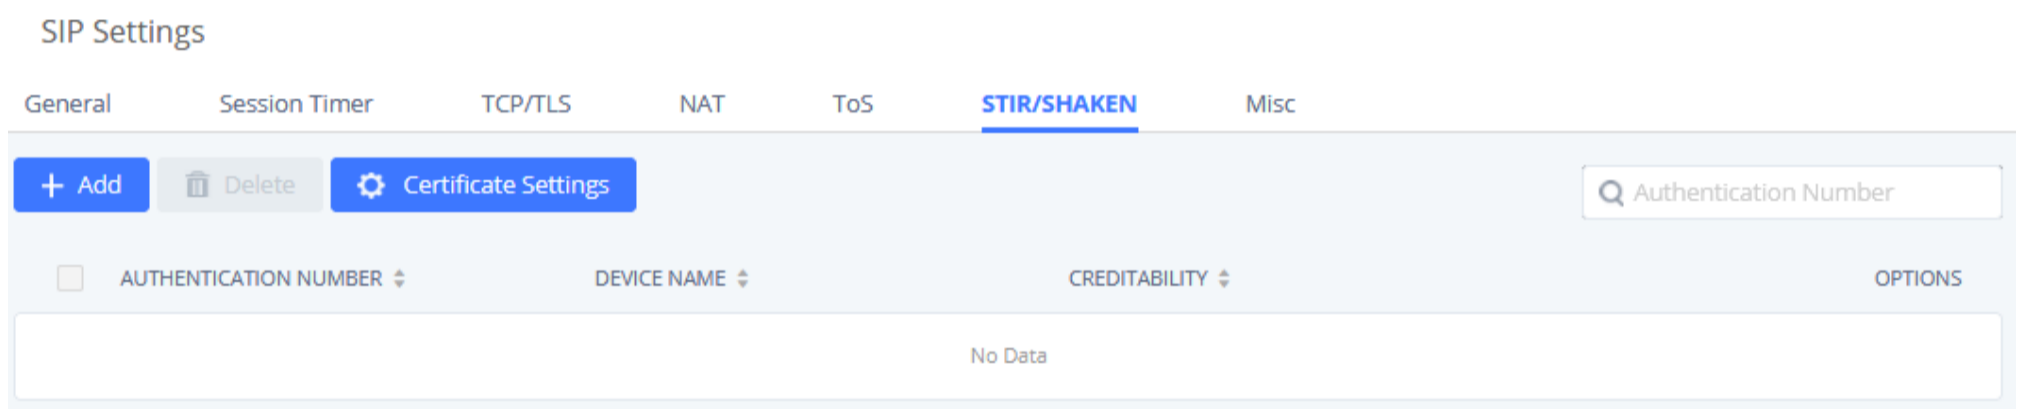 SIP Settings
General Session Timer TCP/TLS NAT ToS STIR/SHAKEN Misc
Add Delete Certificate Settings Authentication Number
AUTHENTICATION NUMBER DEVICE NAME CREDITABILITY OPTIONS
No Data